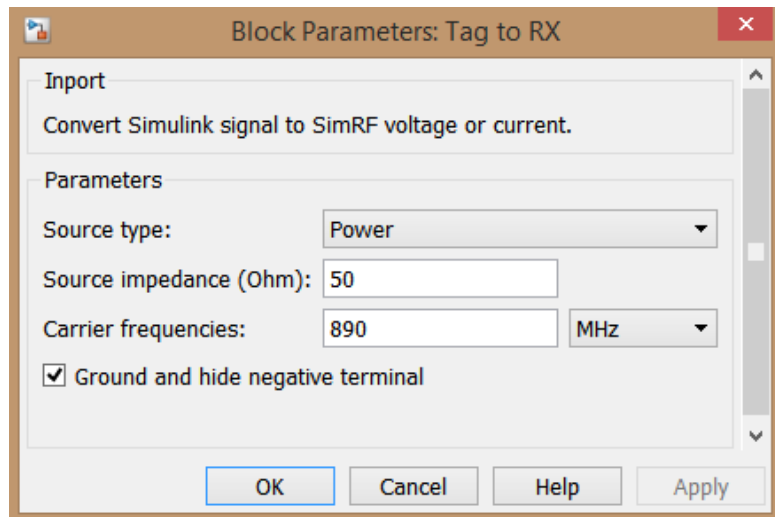 Block Parameters: Tag to RX
Inport
Convert Simulink signal to SimRF voltage or current.
Parameters
Source type: Power
Source impedance (Ohm): 50
Carrier frequencies: 890 MHz
Ground and hide negative terminal
OK Cancel Help Apply